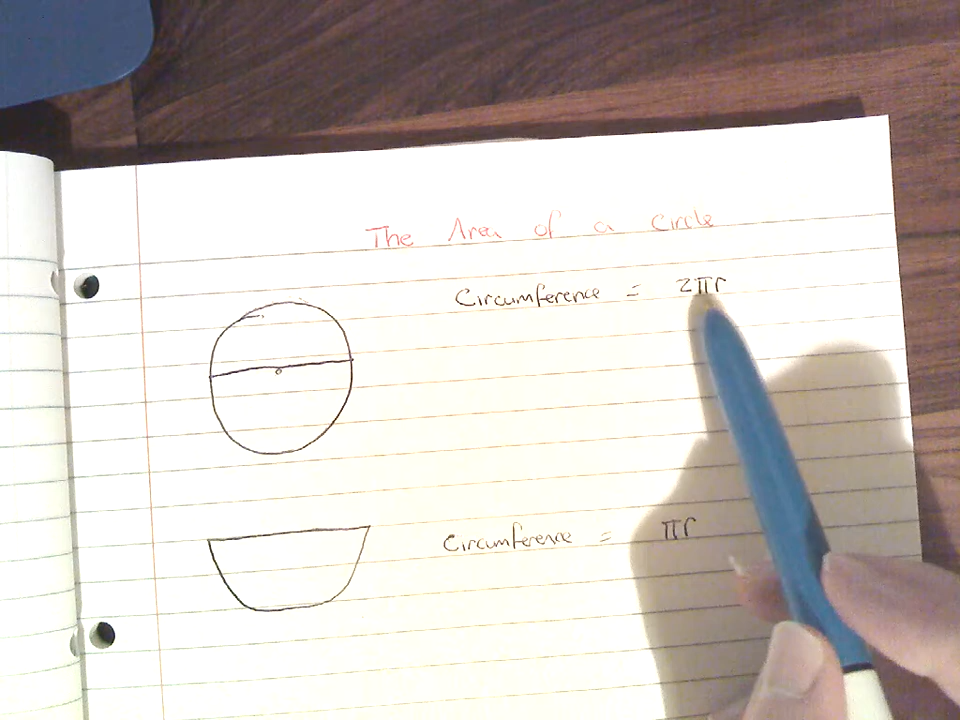 The Area of a Circle
Circumference = 2πr
Circumference = πr